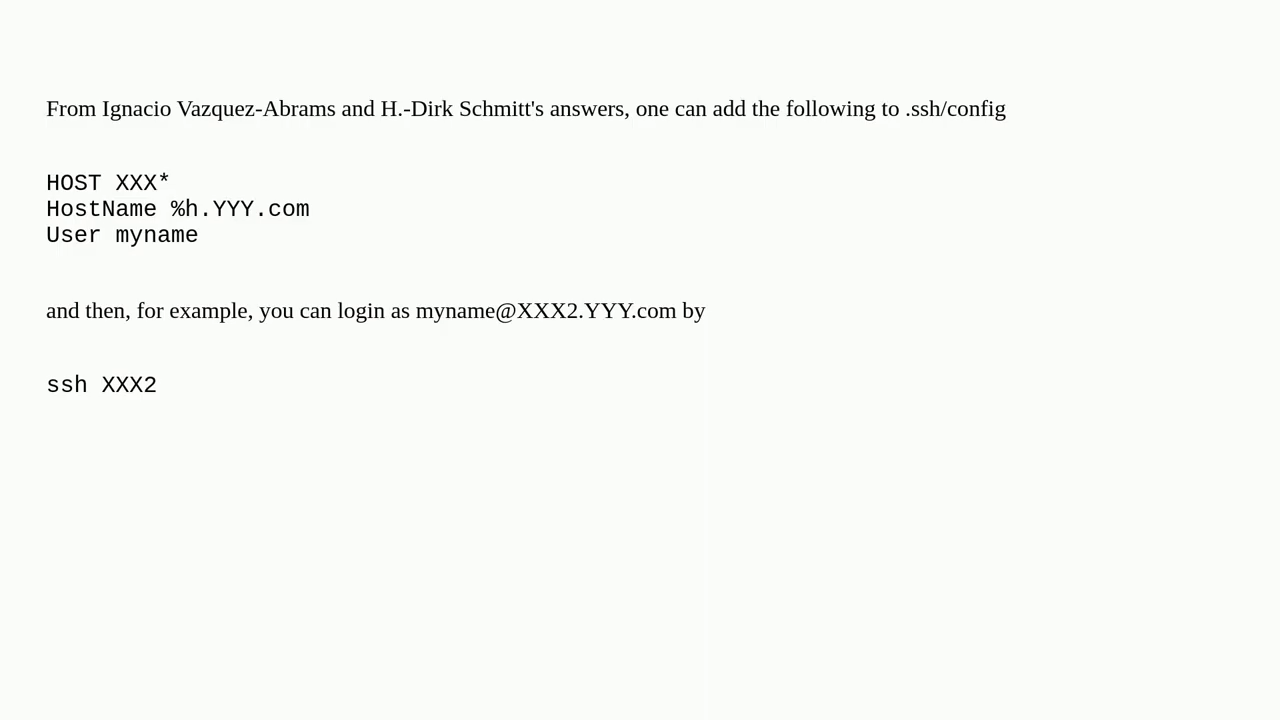 From Ignacio Vazquez-Abrams and H.-Dirk Schmitt's answers, one can add the following to .ssh/config
HOST XXX*
HostName %h.YYY.com
User myname
and then, for example, you can login as myname@XXX2.YYY.com by
ssh XXX2